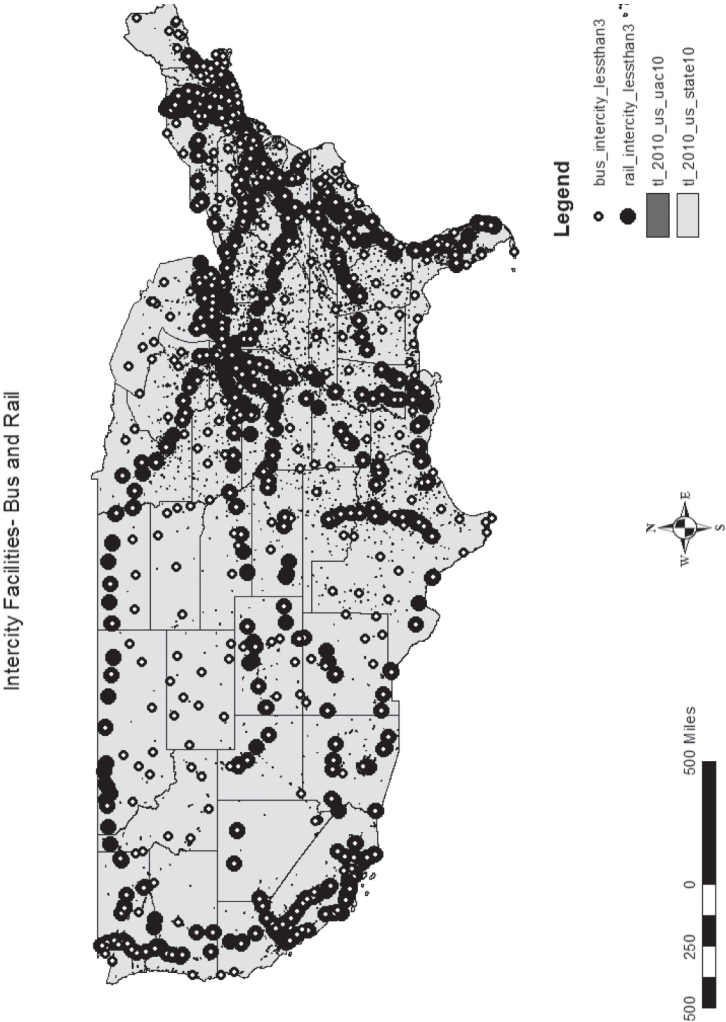 Intercity Facilities- Bus and Rail
Legend
bus_intercity_lessthan3
rail_intercity_lessthan3
tl_2010_us_uac10
tl_2010_us_state10
N
W
E
S
500
250
0
500 Miles